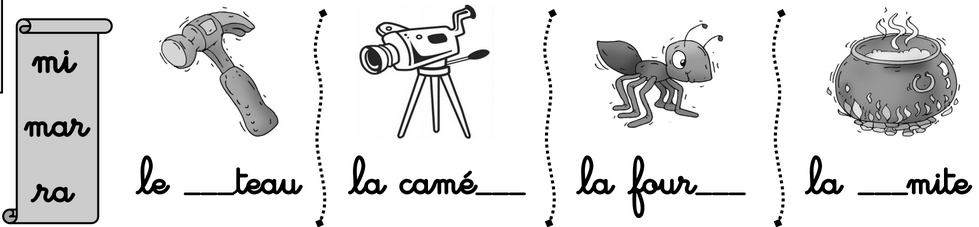 mi
mar
ra
le ___teau
la camé___
la four___
la ___mite